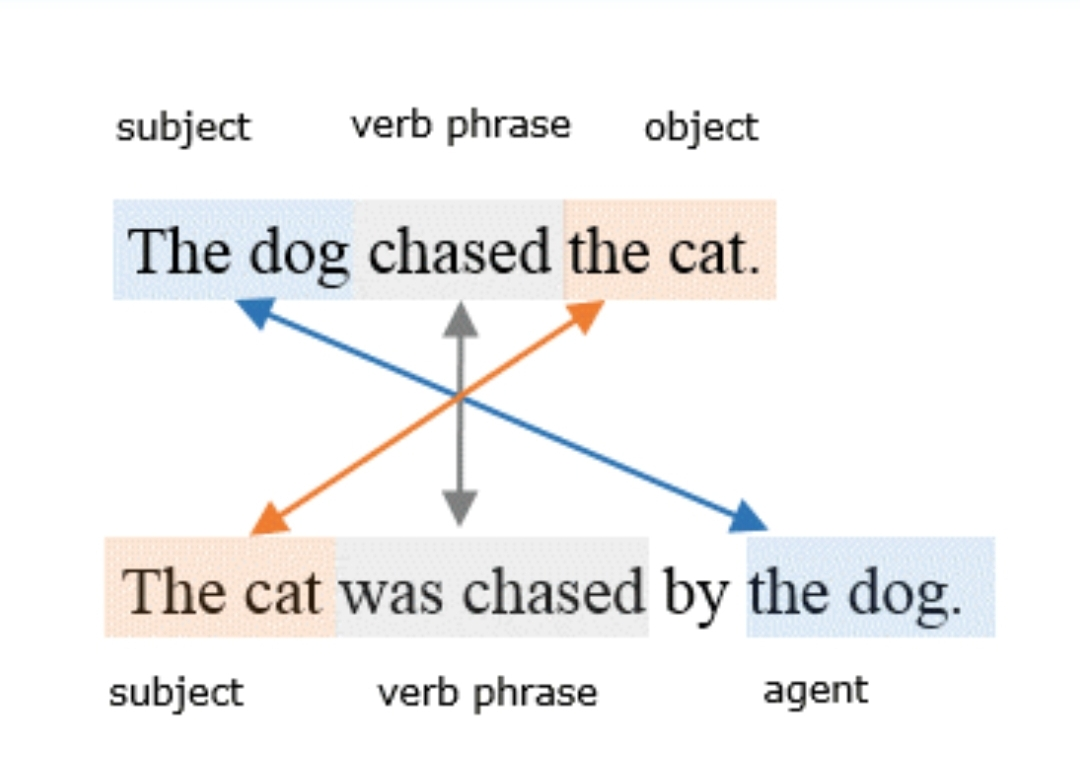 subject verb phrase object
The dog chased the cat.
The cat was chased by the dog.
subject verb phrase agent